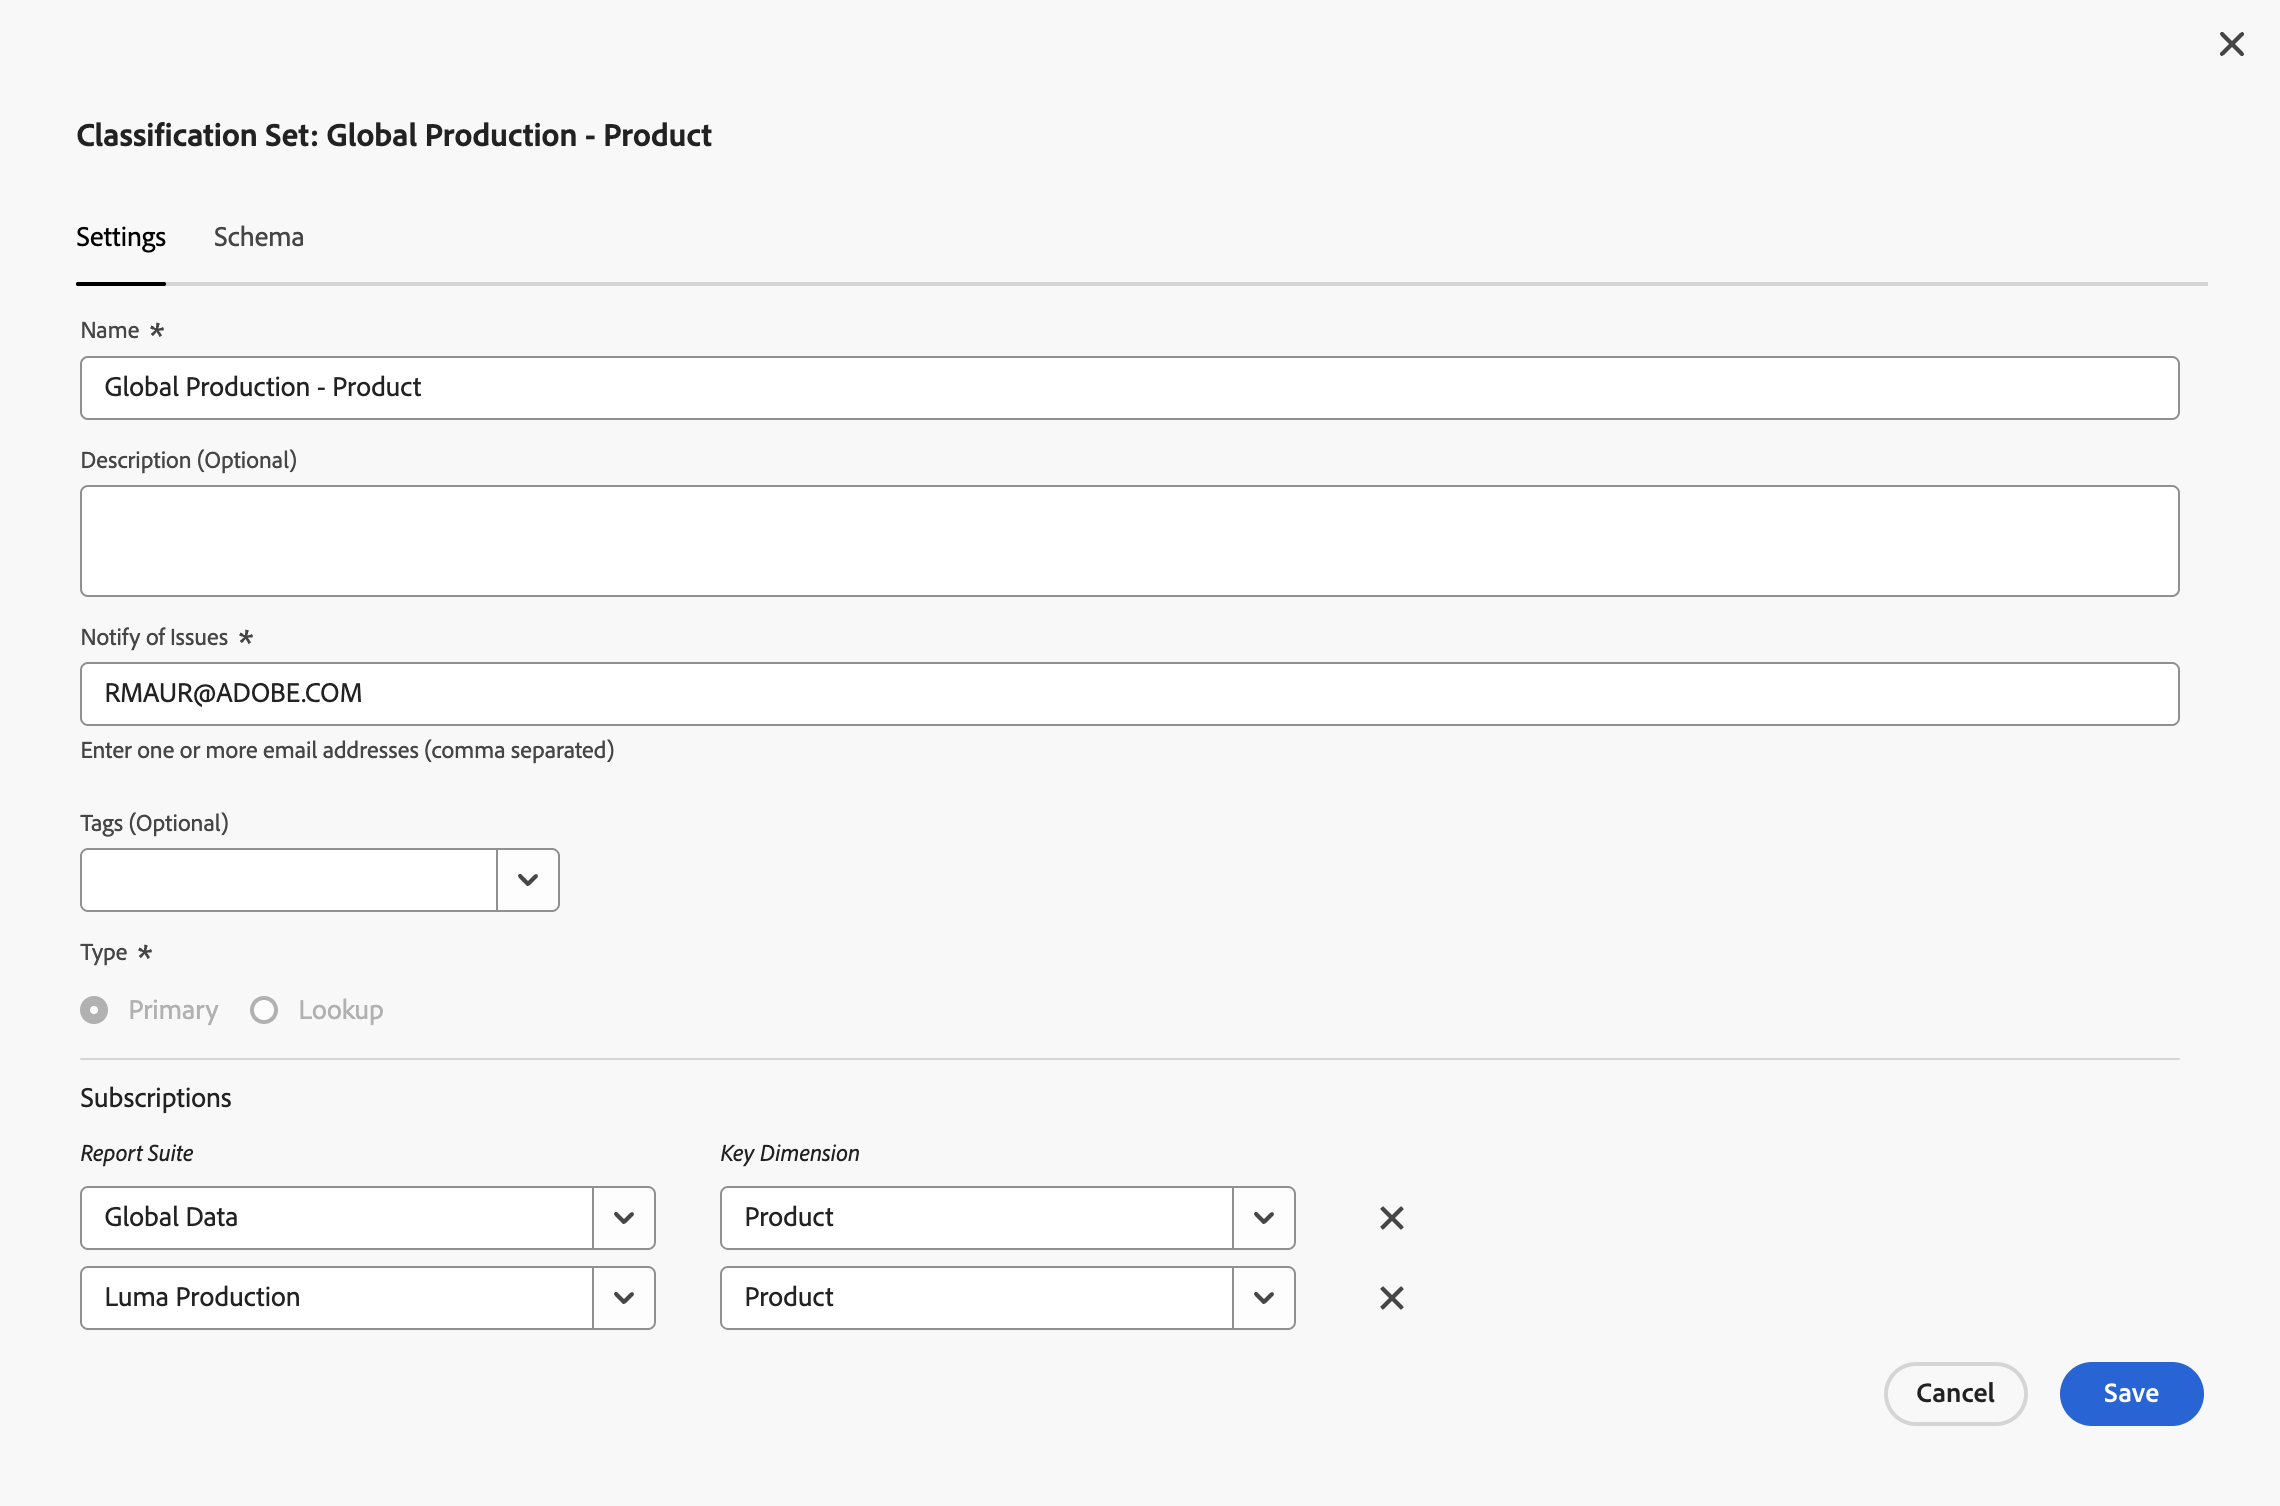 Classification Set: Global Production - Product
Settings Schema
Name *
Global Production - Product
Description (Optional)
Notify of Issues *
RMAUR@ADOBE.COM
Enter one or more email addresses (comma separated)
Tags (Optional)
Type *
Primary Lookup
Subscriptions
Report Suite Key Dimension
Global Data Product
Luma Production Product
Cancel Save